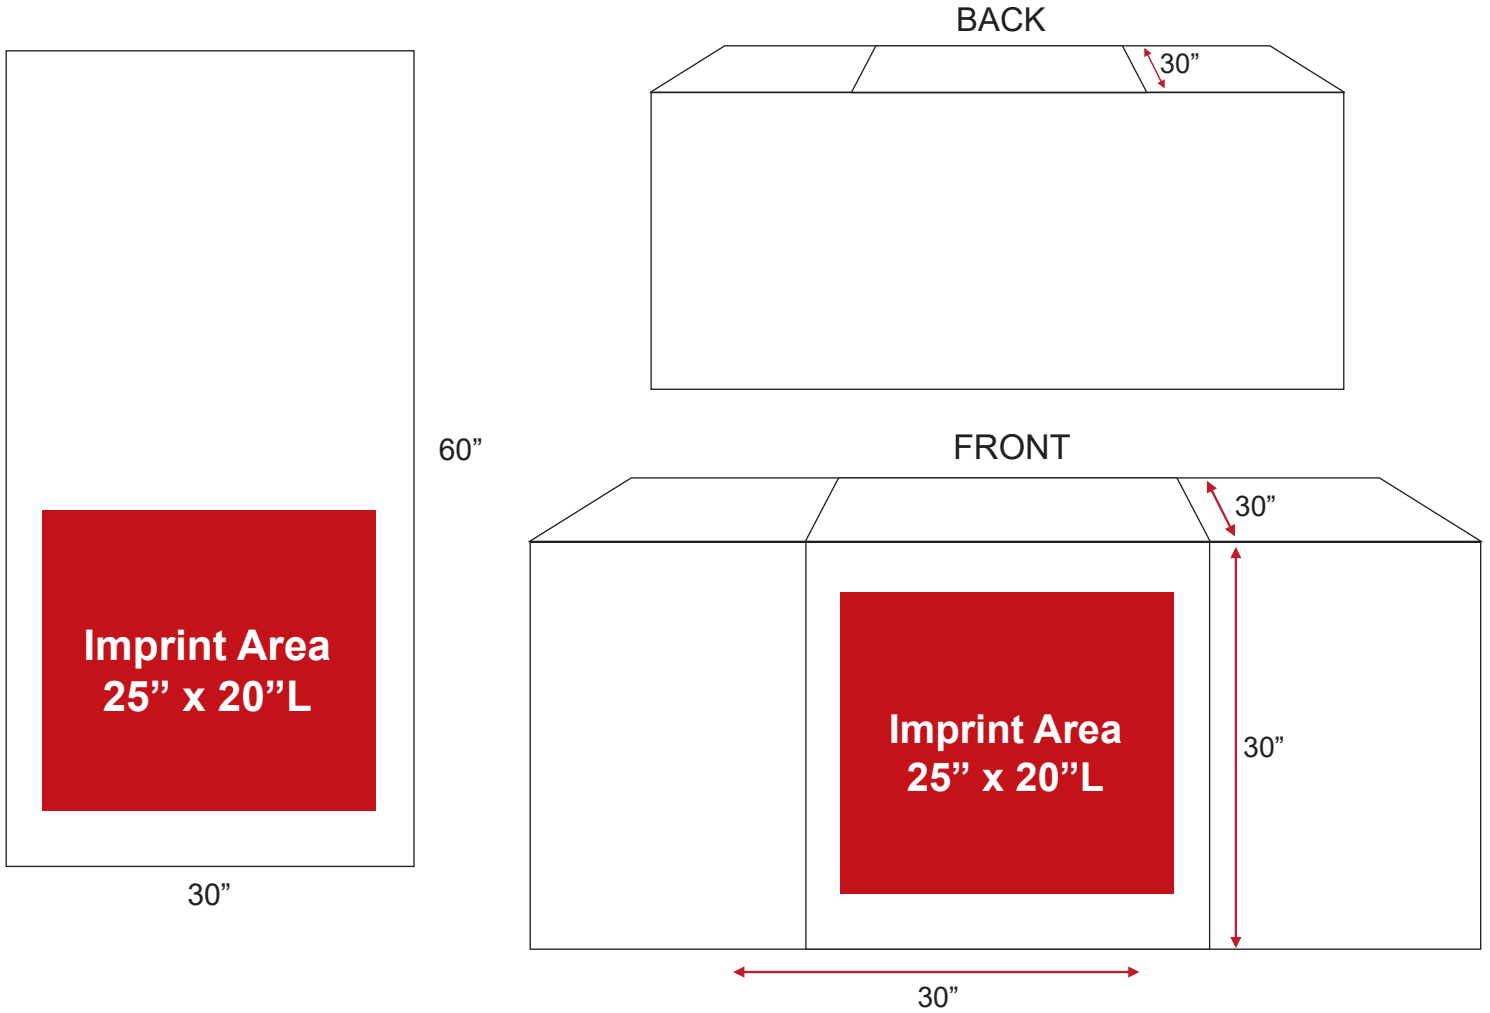 BACK
30”
60”
FRONT
30”
Imprint Area
25” x 20”L
Imprint Area
25” x 20”L
30”
30”
30”